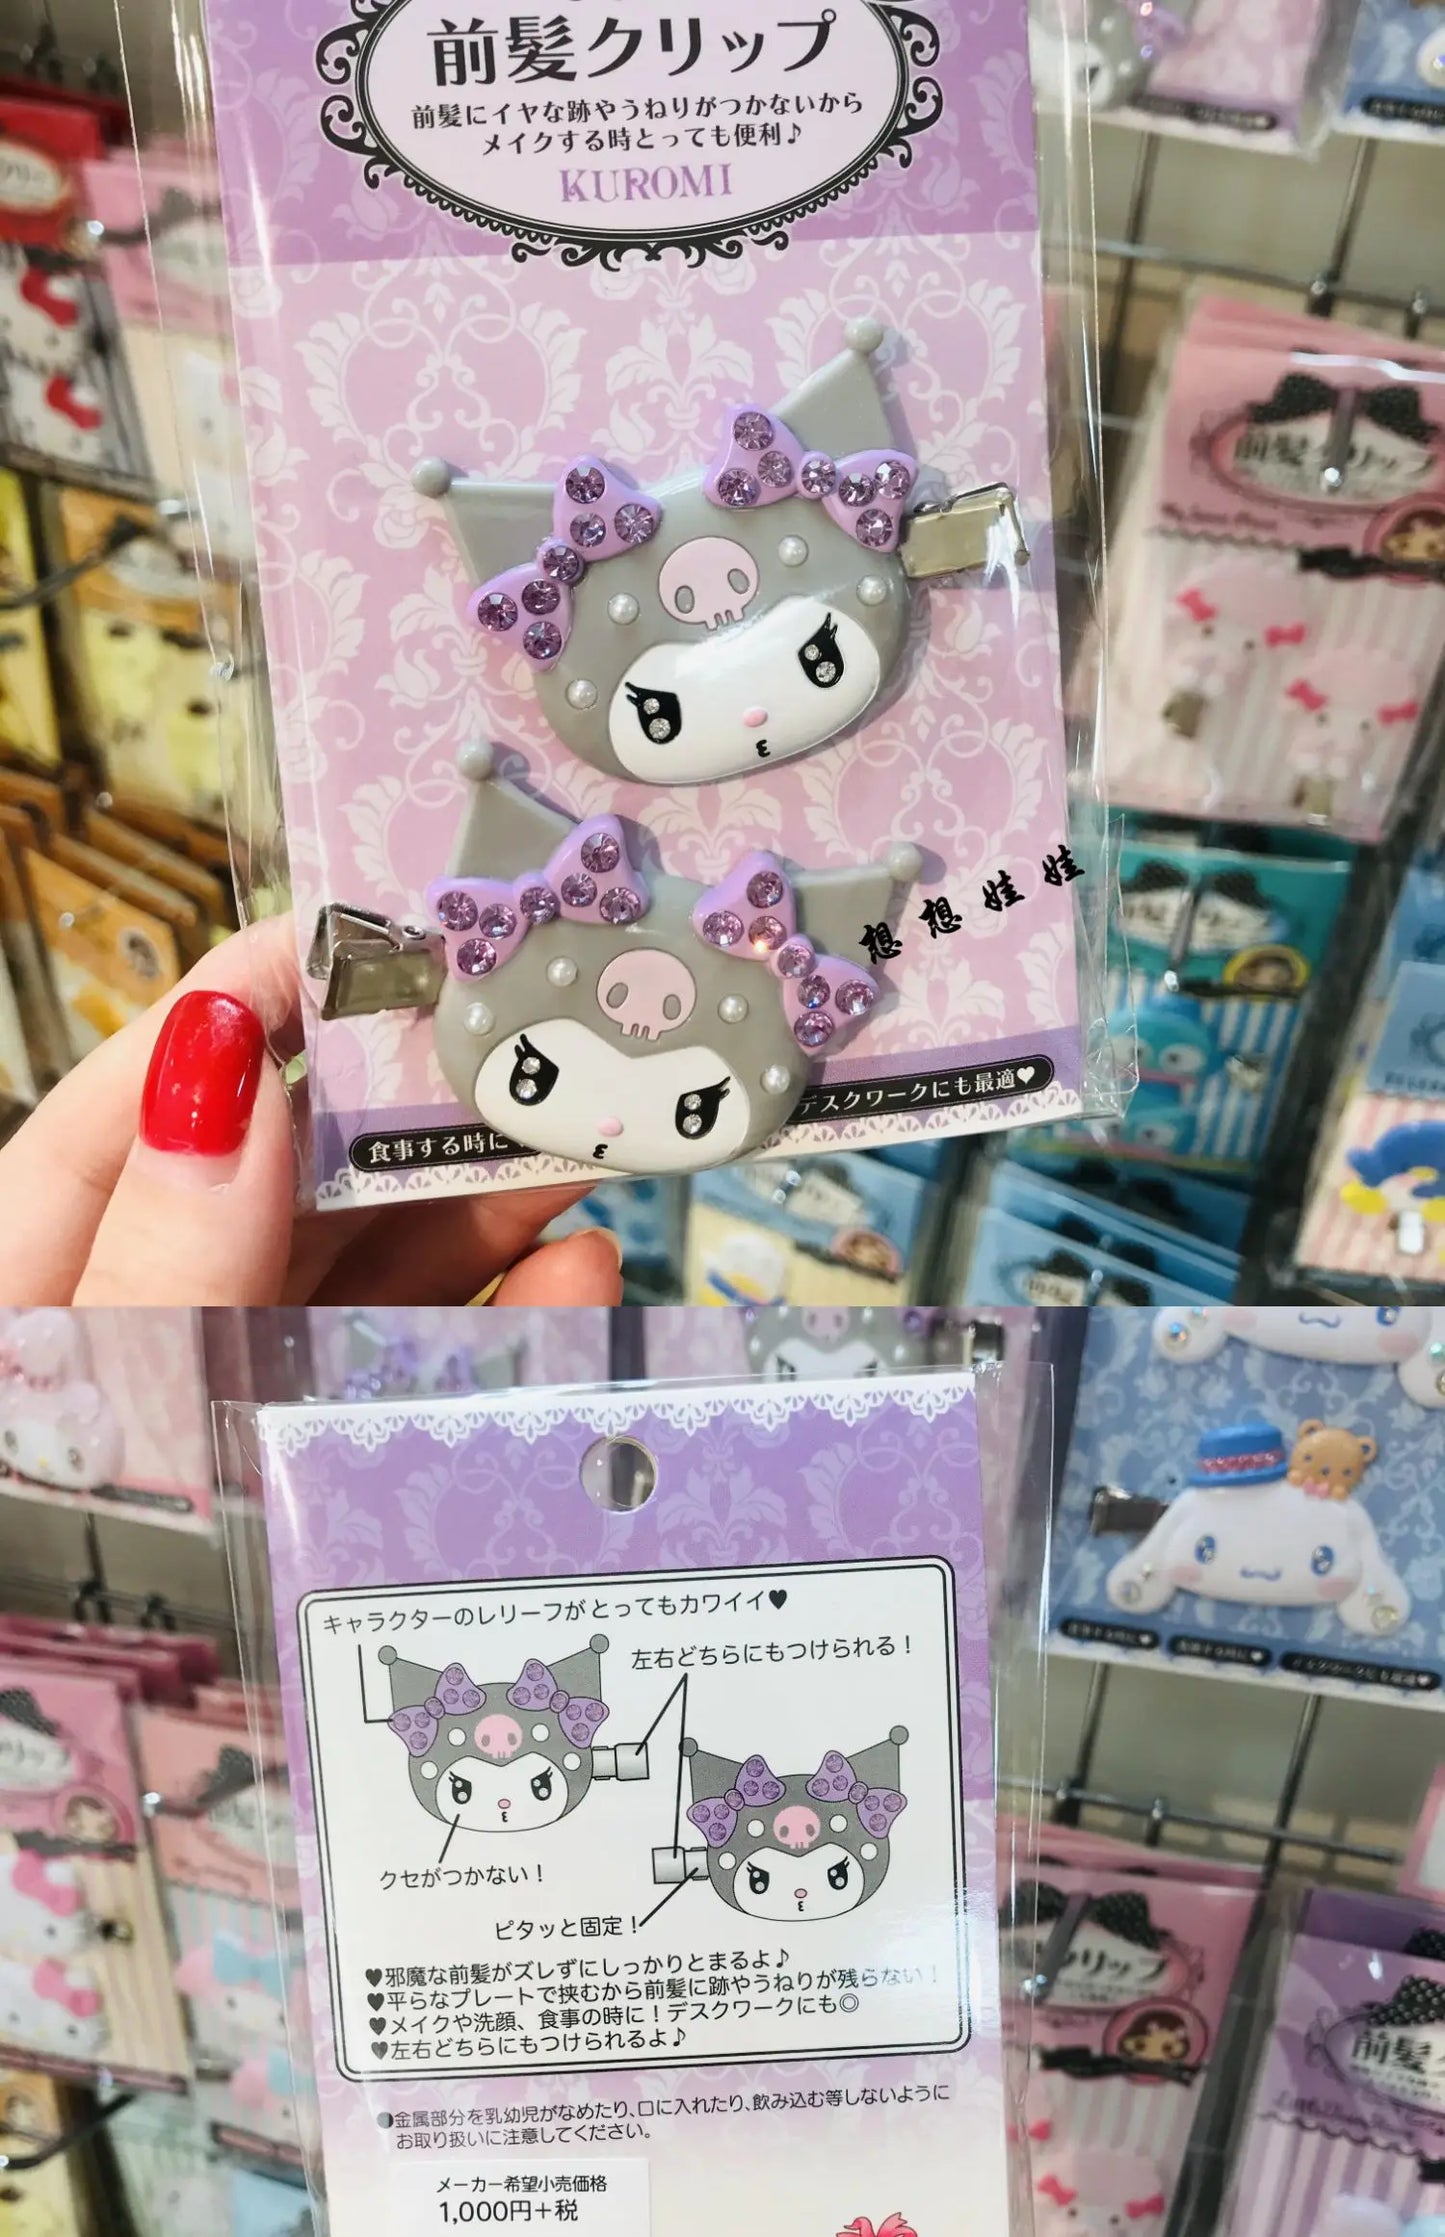 前髪クリップ
前髪にイヤな跡やうねりがつかないから
メイクする時とっても便利♪
KUROMI
前髪クリップ
想想娃娃
食事する時に
デスクワークにも最適♥
キャラクターのレリーフがとってもカワイイ♥
左右どちらにもつけられる！
クセがつかない！
ピタッと固定！
♥邪魔な前髪がズレずにしっかりとまるよ♪
♥平らなプレートで挟むから前髪に跡やうねりが残らない！
♥メイクや洗顔、食事の時に！デスクワークにも◎
♥左右どちらにもつけられるよ♪
●金属部分を乳幼児がなめたり、口に入れたり、飲み込む等しないように
お取り扱いに注意してください。
メーカー希望小売価格
1,000円＋税
前髪